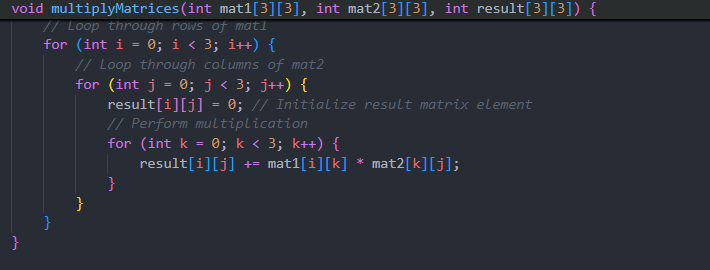 void multiplyMatrices(int mat1[3][3], int mat2[3][3], int result[3][3]) {
    // Loop through rows of mat1
    for (int i = 0; i < 3; i++) {
        // Loop through columns of mat2
        for (int j = 0; j < 3; j++) {
            result[i][j] = 0; // Initialize result matrix element
            // Perform multiplication
            for (int k = 0; k < 3; k++) {
                result[i][j] += mat1[i][k] * mat2[k][j];
            }
        }
    }
}